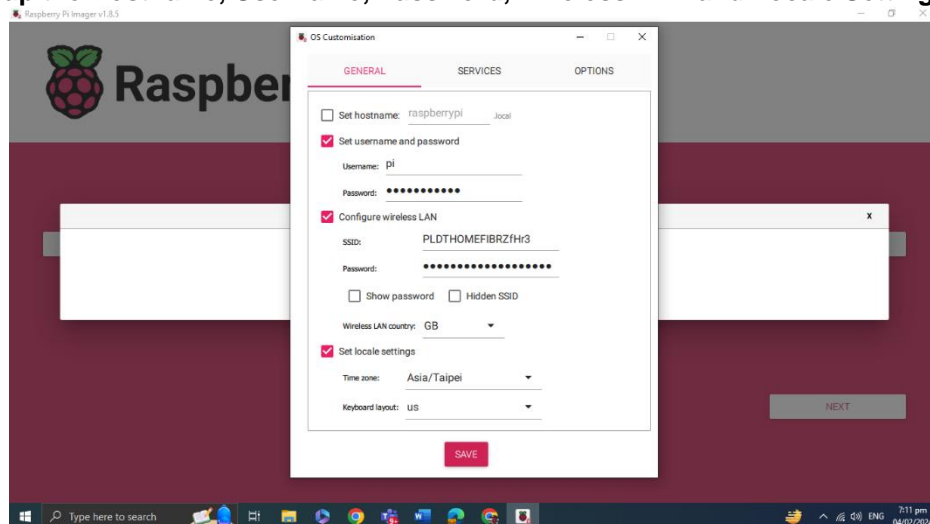 Raspberry Pi Imager v1.8.5
OS Customisation
GENERAL SERVICES OPTIONS
Set hostname: raspberrypi .local
Set username and password
Username: pi
Password: •••••••••••
Configure wireless LAN
SSID: PLDTHOMEFIBRZfHr3
Password: •••••••••••••••••••
Show password Hidden SSID
Wireless LAN country: GB
Set locale settings
Time zone: Asia/Taipei
Keyboard layout: us
SAVE
Raspber
x
NEXT
Type here to search
ENG
7:11 pm